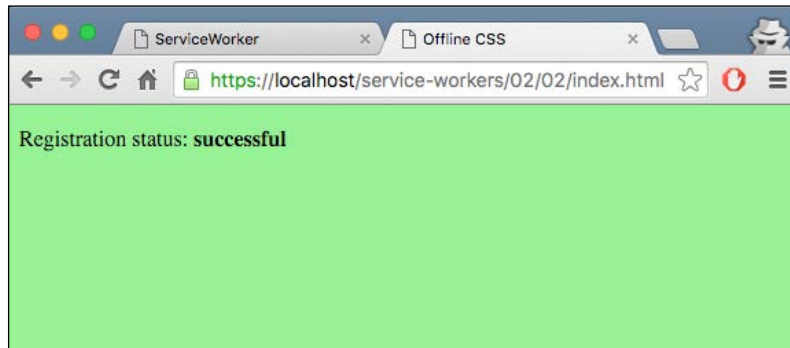 ServiceWorker
Offline CSS
https://localhost/service-workers/02/02/index.html
Registration status: successful